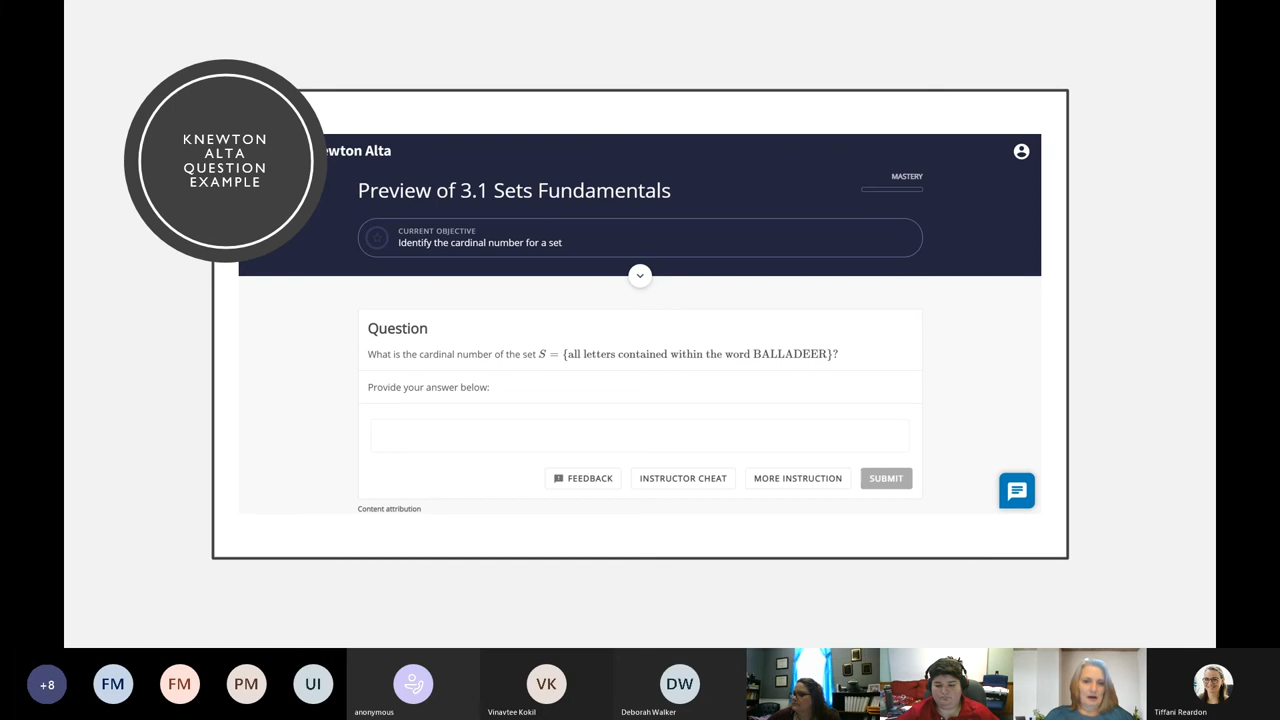 KNEWTON
ALTA
QUESTION
EXAMPLE
ewton Alta
MASTERY
Preview of 3.1 Sets Fundamentals
CURRENT OBJECTIVE
Identify the cardinal number for a set
Question
What is the cardinal number of the set S = {all letters contained within the word BALLADEER}?
Provide your answer below:
FEEDBACK
INSTRUCTOR CHEAT
MORE INSTRUCTION
SUBMIT
Content attribution
+8
FM
FM
PM
UI
anonymous
VK
Vinavtee Kokil
DW
Deborah Walker
Tiffani Reardon